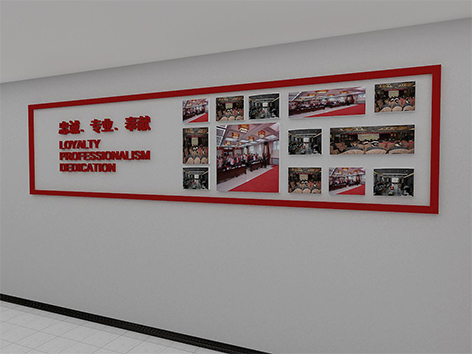 忠诚、专业、奉献
LOYALTY
PROFESSIONALISM
DEDICATION